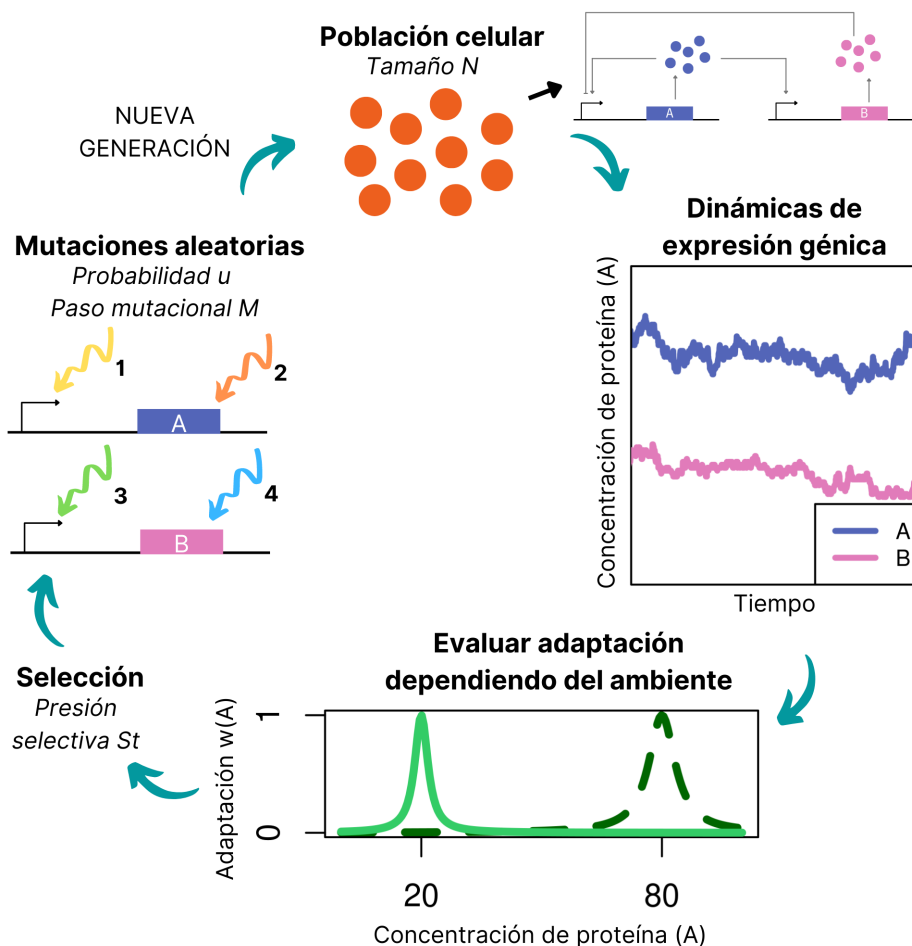 Población celular
Tamaño N
A
B
NUEVA
GENERACIÓN
Dinámicas de
expresión génica
Concentración de proteína (A)
A
B
Tiempo
Mutaciones aleatorias
Probabilidad u
Paso mutacional M
1
2
A
3
4
B
Evaluar adaptación
dependiendo del ambiente
Adaptación w(A)
1
0
20
80
Concentración de proteína (A)
Selección
Presión
selectiva St